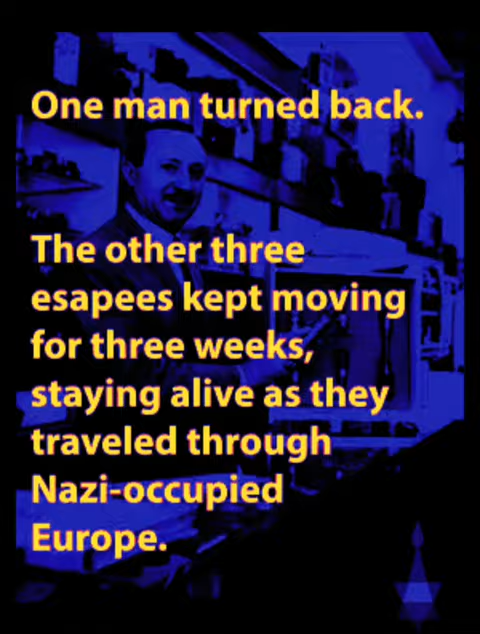 One man turned back.
The other three
esapees kept moving
for three weeks,
staying alive as they
traveled through
Nazi-occupied
Europe.